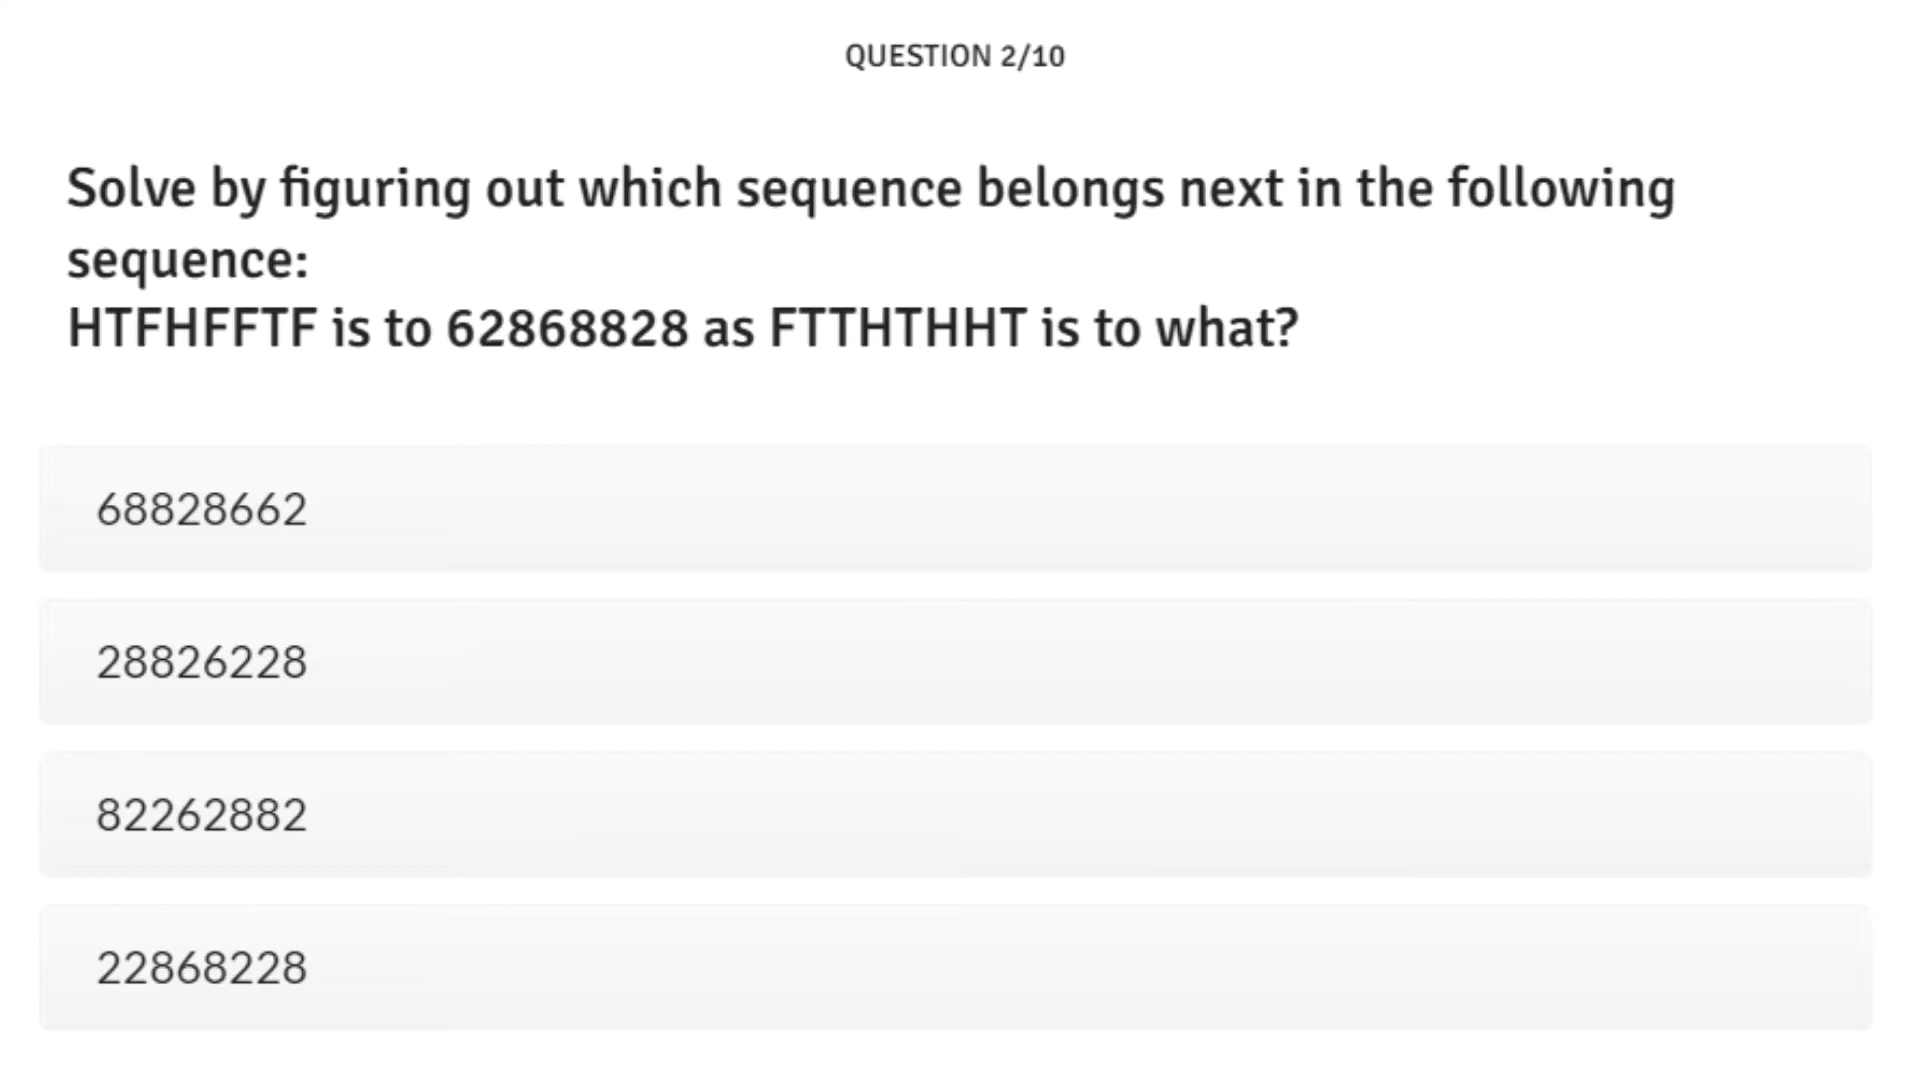 QUESTION 2/10
Solve by figuring out which sequence belongs next in the following
sequence:
HTFHFFTF is to 62868828 as FTTHTHHT is to what?
68828662
28826228
82262882
22868228